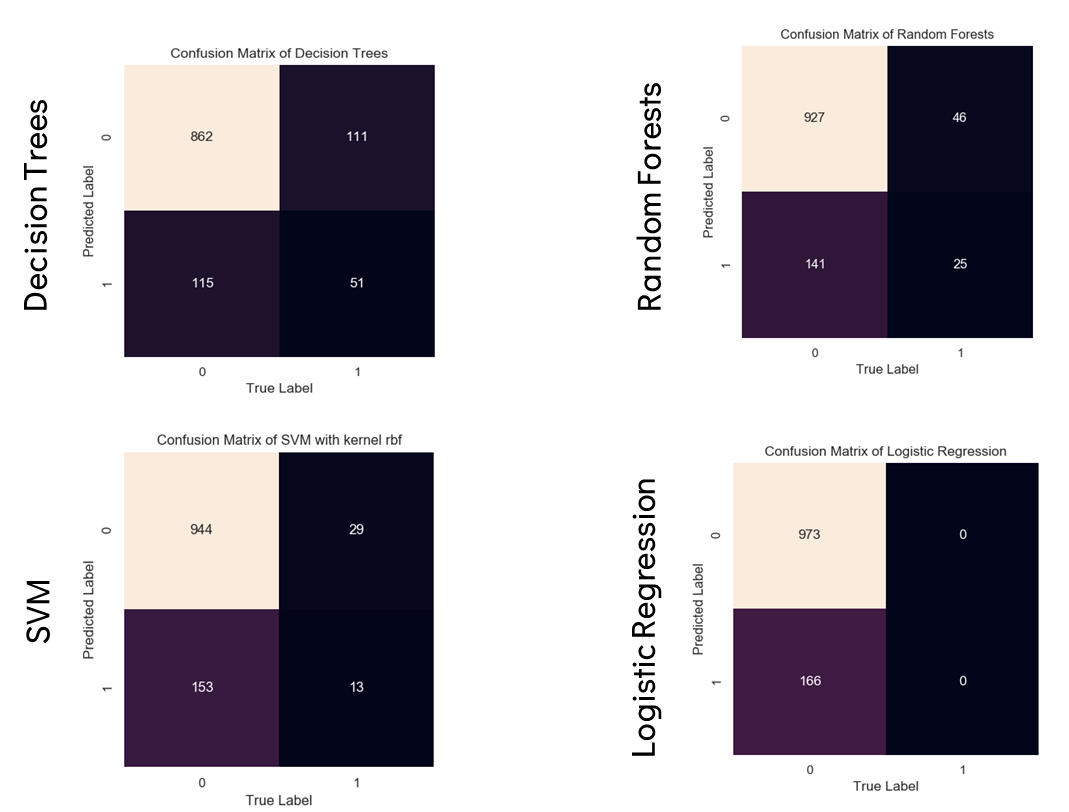 Decision Trees
Confusion Matrix of Decision Trees
Predicted Label
0
862
111
1
115
51
0
1
True Label
Random Forests
Confusion Matrix of Random Forests
Predicted Label
0
927
46
1
141
25
0
1
True Label
SVM
Confusion Matrix of SVM with kernel rbf
Predicted Label
0
944
29
1
153
13
0
1
True Label
Logistic Regression
Confusion Matrix of Logistic Regression
Predicted Label
0
973
0
1
166
0
0
1
True Label